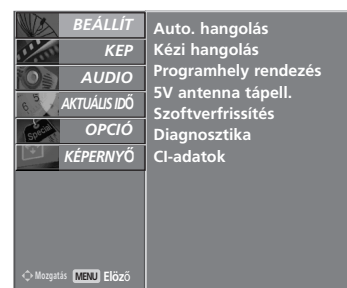 BEÁLLÍT
KEP
AUDIO
AKTUÁLIS IDŐ
OPCIÓ
KÉPERNYŐ
Auto. hangolás
Kézi hangolás
Programhely rendezés
5V antenna tápell.
Szoftverfrissítés
Diagnosztika
CI-adatok
Mozgatás MENU Elöző